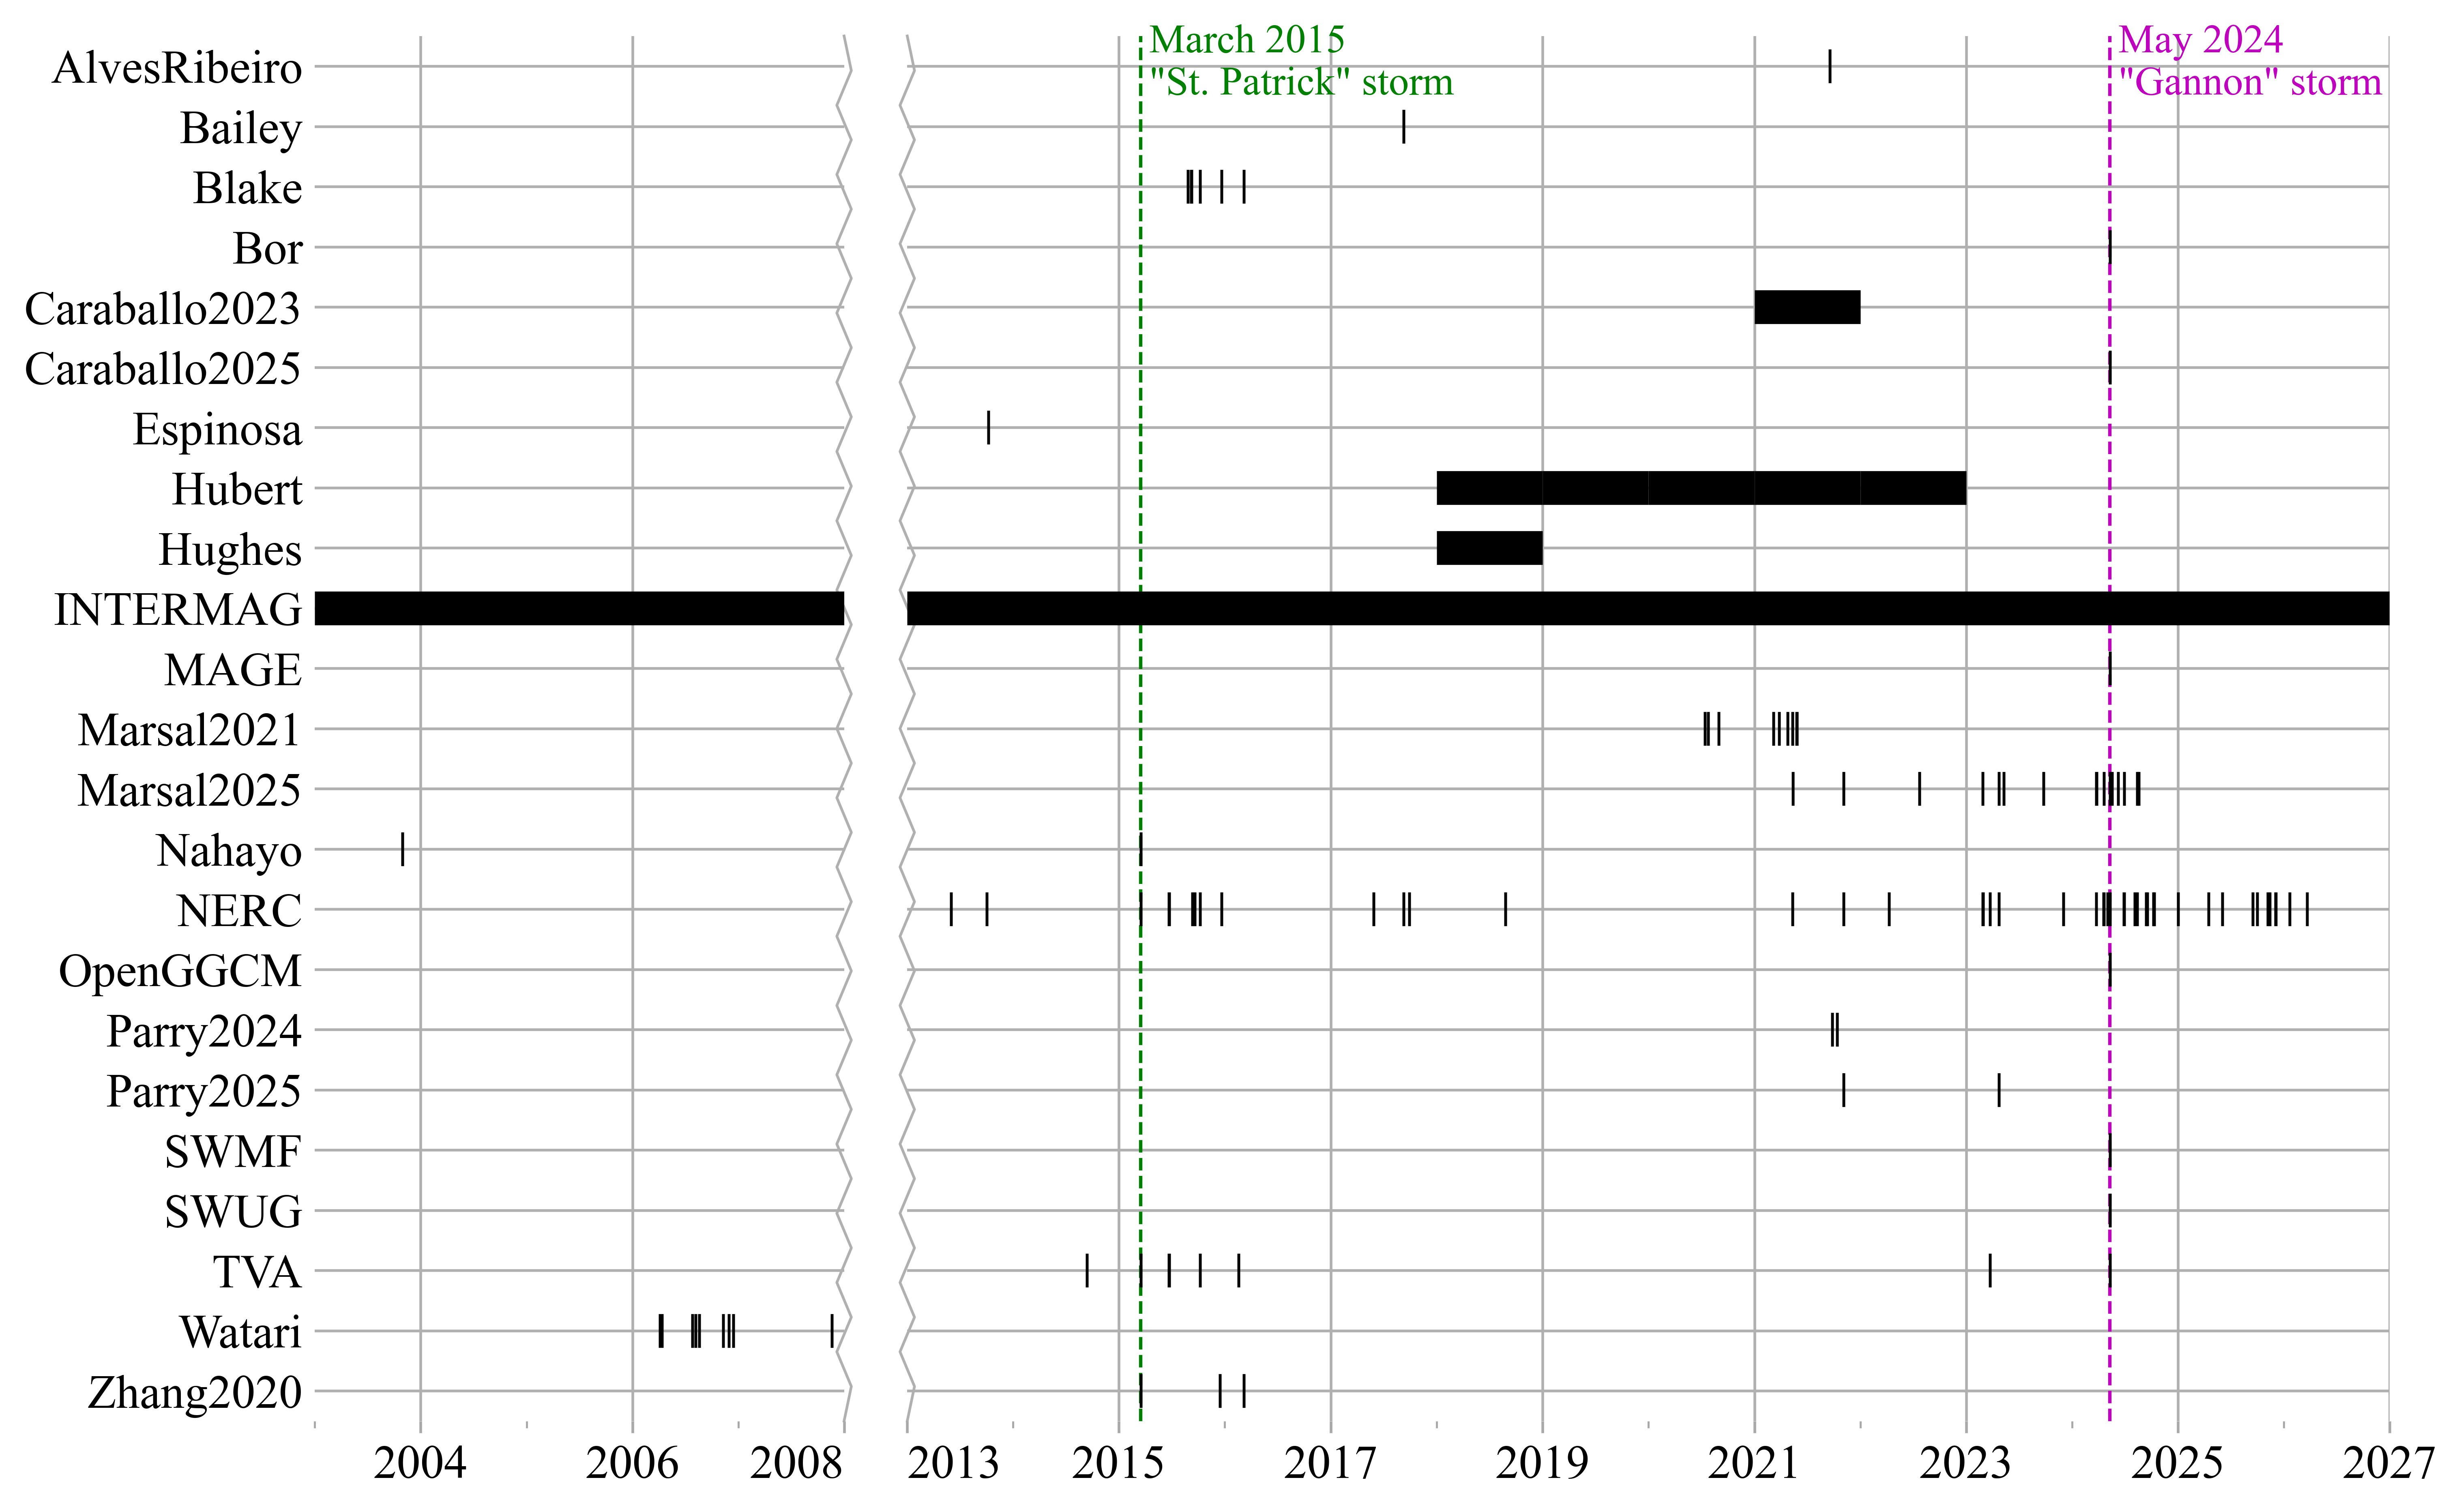 March 2015
"St. Patrick" storm
May 2024
"Gannon" storm
AlvesRibeiro
Bailey
Blake
Bor
Caraballo2023
Caraballo2025
Espinosa
Hubert
Hughes
INTERMAG
MAGE
Marsal2021
Marsal2025
Nahayo
NERC
OpenGGCM
Parry2024
Parry2025
SWMF
SWUG
TVA
Watari
Zhang2020
2004 2006 2008 2013 2015 2017 2019 2021 2023 2025 2027